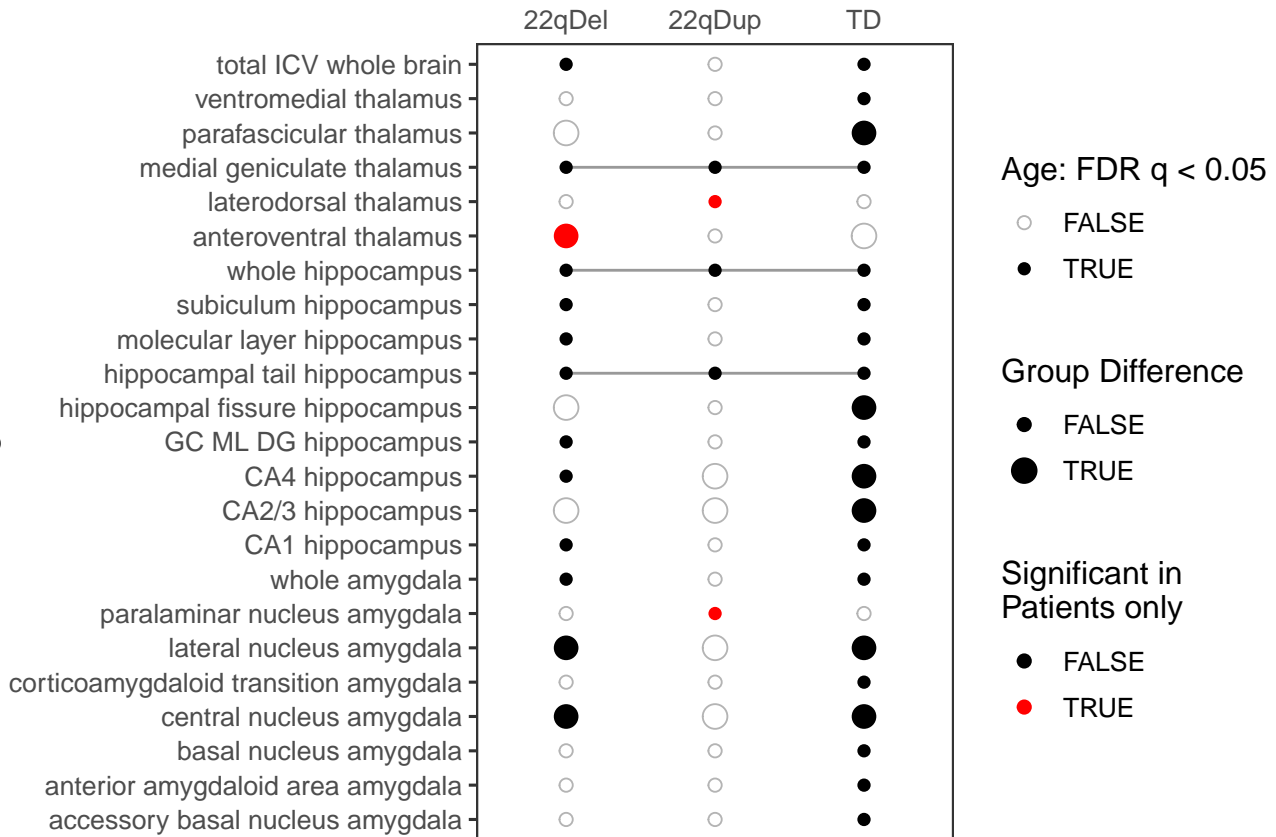 22qDel 22qDup TD
total ICV whole brain
ventromedial thalamus
parafascicular thalamus
medial geniculate thalamus
laterodorsal thalamus
anteroventral thalamus
whole hippocampus
subiculum hippocampus
molecular layer hippocampus
hippocampal tail hippocampus
hippocampal fissure hippocampus
GC ML DG hippocampus
CA4 hippocampus
CA2/3 hippocampus
CA1 hippocampus
whole amygdala
paralaminar nucleus amygdala
lateral nucleus amygdala
corticoamygdaloid transition amygdala
central nucleus amygdala
basal nucleus amygdala
anterior amygdaloid area amygdala
accessory basal nucleus amygdala
Age: FDR q < 0.05
FALSE
TRUE
Group Difference
FALSE
TRUE
Significant in
Patients only
FALSE
TRUE